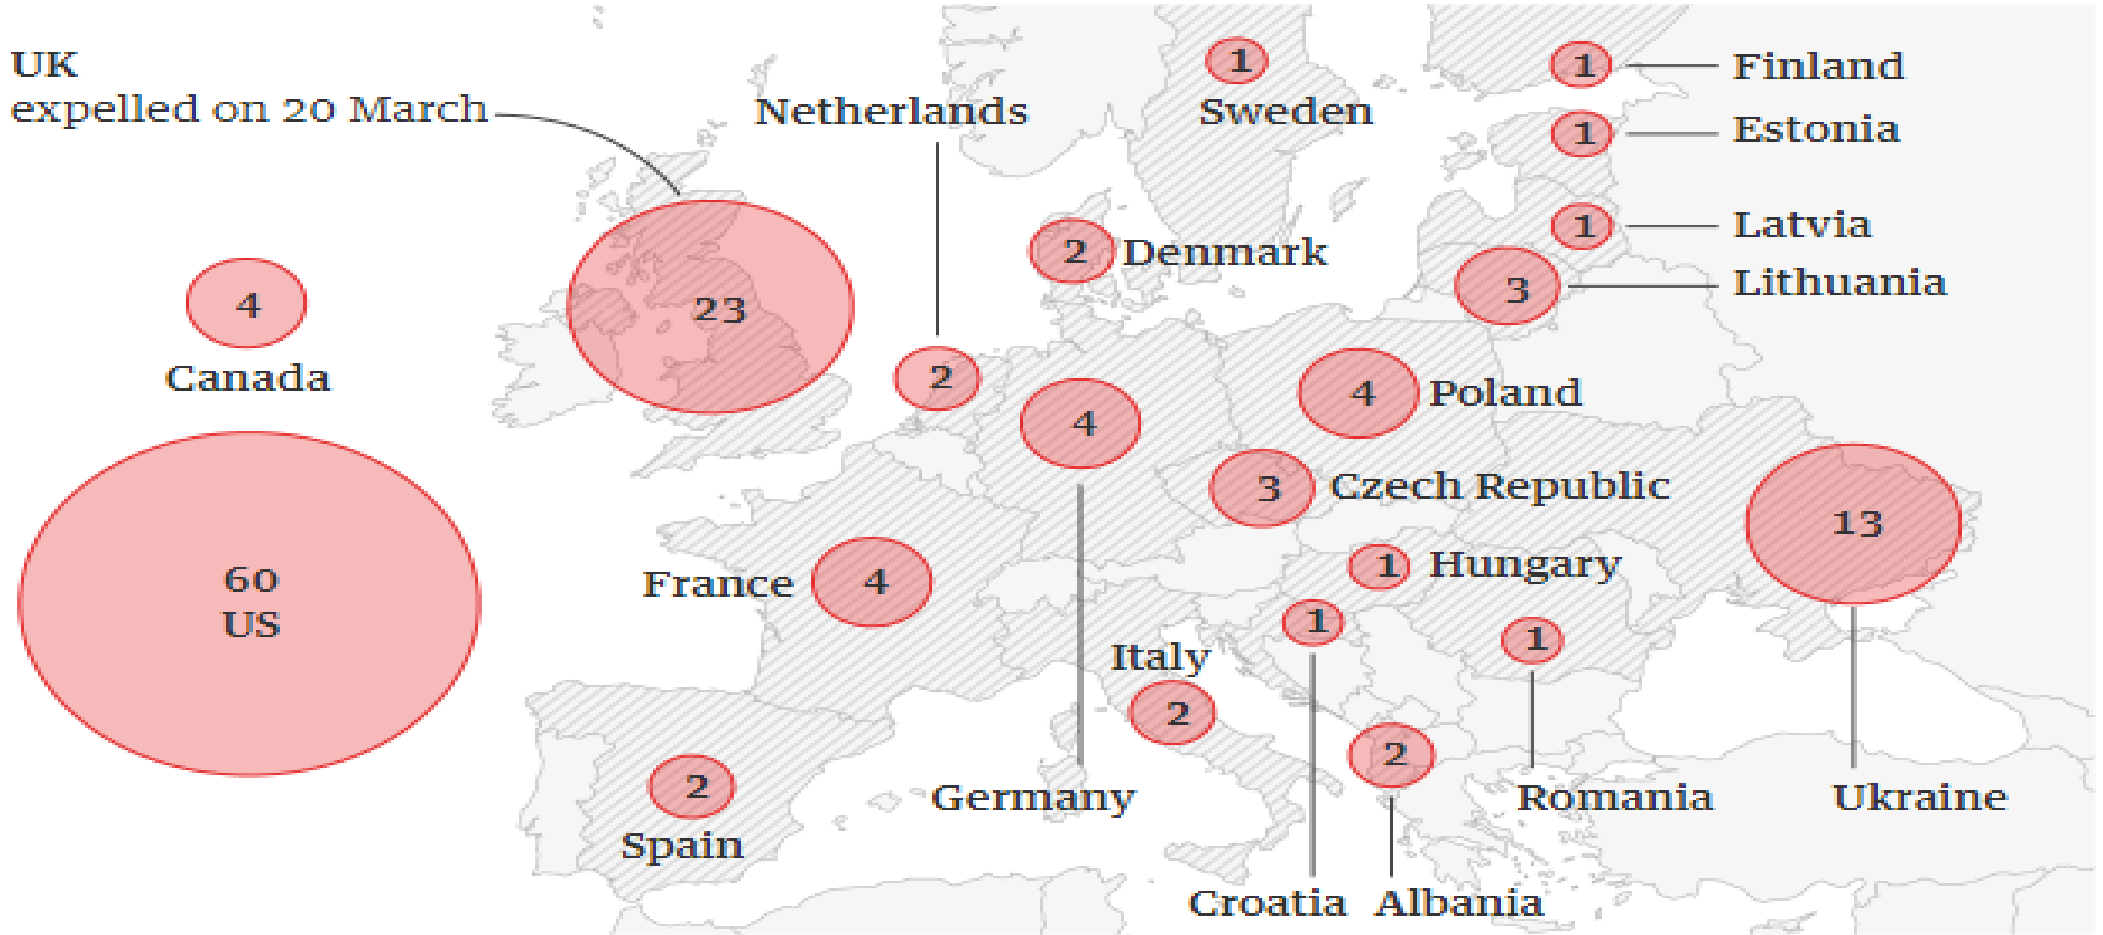 UK
expelled on 20 March
Netherlands
1
Sweden
1
Finland
1
Estonia
1
Latvia
2
Denmark
3
Lithuania
4
Canada
23
2
4
4
Poland
3
Czech Republic
13
60
US
France
4
1
Hungary
1
1
Italy
2
2
2
Spain
Germany
Romania
Ukraine
Croatia
Albania